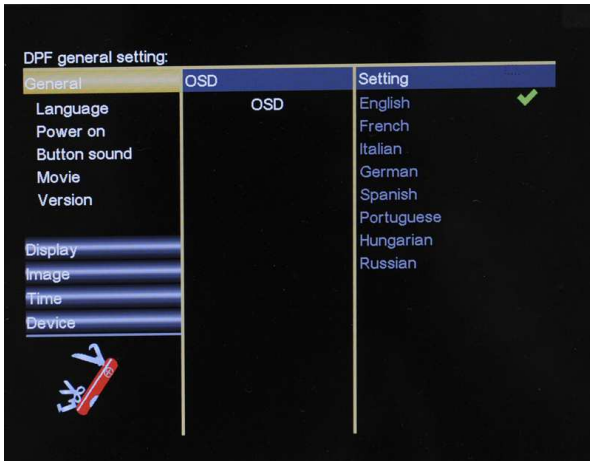 DPF general setting:
General
Language
Power on
Button sound
Movie
Version
Display
Image
Time
Device
OSD
OSD
Setting
English
French
Italian
German
Spanish
Portuguese
Hungarian
Russian